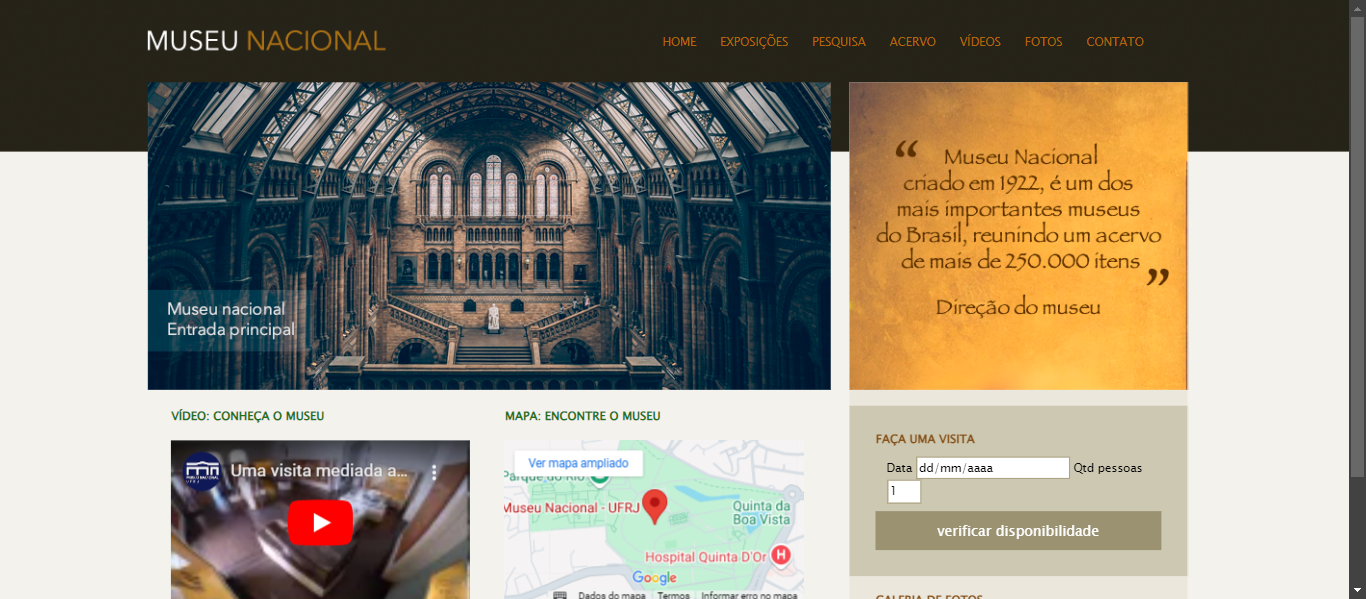 MUSEU NACIONAL
HOME EXPOSIÇÕES PESQUISA ACERVO VÍDEOS FOTOS CONTATO
Museu nacional
Entrada principal
“ Museu Nacional
criado em 1922, é um dos
mais importantes museus
do Brasil, reunindo um acervo
de mais de 250.000 itens ”
Direção do museu
VÍDEO: CONHEÇA O MUSEU
Uma visita mediada a...
MUSEU NACIONAL
UFRJ
MAPA: ENCONTRE O MUSEU
Ver mapa ampliado
Parque do Rio
Museu Nacional - UFRJ
Quinta da
Boa Vista
Hospital Quinta D'Or H
Google
Dados do mapa Termos Informar erro no mapa
FAÇA UMA VISITA
Data dd/mm/aaaa Qtd pessoas
1
verificar disponibilidade
GALERIA DE FOTOS